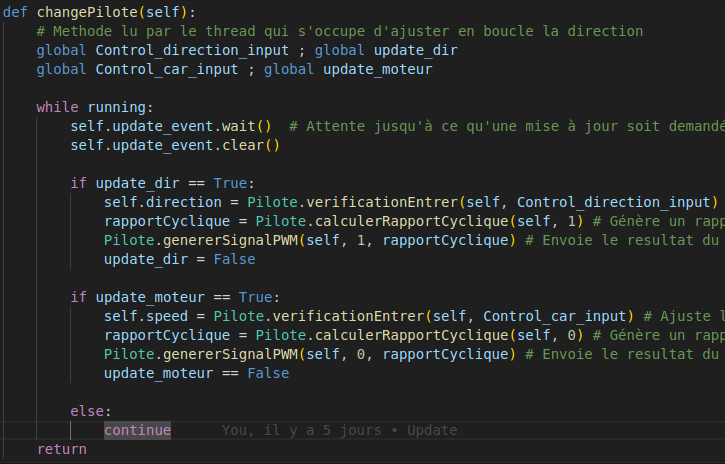 def changePilote(self):
    # Methode lu par le thread qui s'occupe d'ajuster en boucle la direction
    global Control_direction_input ; global update_dir
    global Control_car_input ; global update_moteur
    while running:
        self.update_event.wait()  # Attente jusqu'à ce qu'une mise à jour soit demandé
        self.update_event.clear()
        if update_dir == True:
            self.direction = Pilote.verificationEntrer(self, Control_direction_input)
            rapportCyclique = Pilote.calculerRapportCyclique(self, 1) # Génère un rapp
            Pilote.genererSignalPWM(self, 1, rapportCyclique) # Envoie le resultat du
            update_dir = False
        if update_moteur == True:
            self.speed = Pilote.verificationEntrer(self, Control_car_input) # Ajuste l
            rapportCyclique = Pilote.calculerRapportCyclique(self, 0) # Génère un rapp
            Pilote.genererSignalPWM(self, 0, rapportCyclique) # Envoie le resultat du
            update_moteur == False
        else:
            continue      You, il y a 5 jours • Update
    return